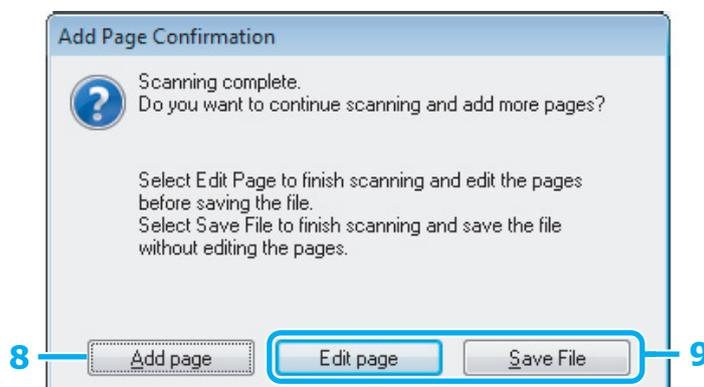 Add Page Confirmation
Scanning complete.
Do you want to continue scanning and add more pages?
Select Edit Page to finish scanning and edit the pages
before saving the file.
Select Save File to finish scanning and save the file
without editing the pages.
8 Add page Edit page Save File 9